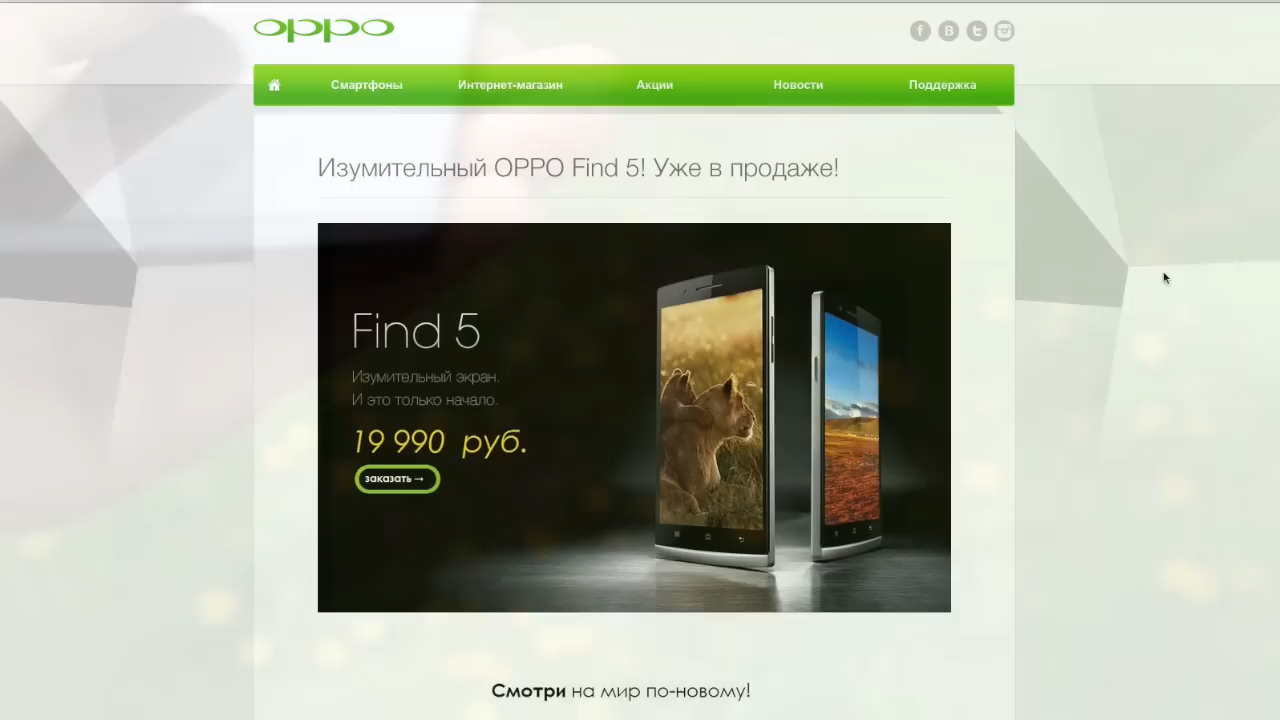 oppo
Смартфоны Интернет-магазин Акции Новости Поддержка
Изумительный OPPO Find 5! Уже в продаже!
Find 5
Изумительный экран.
И это только начало.
19 990 руб.
заказать →
Смотри на мир по-новому!